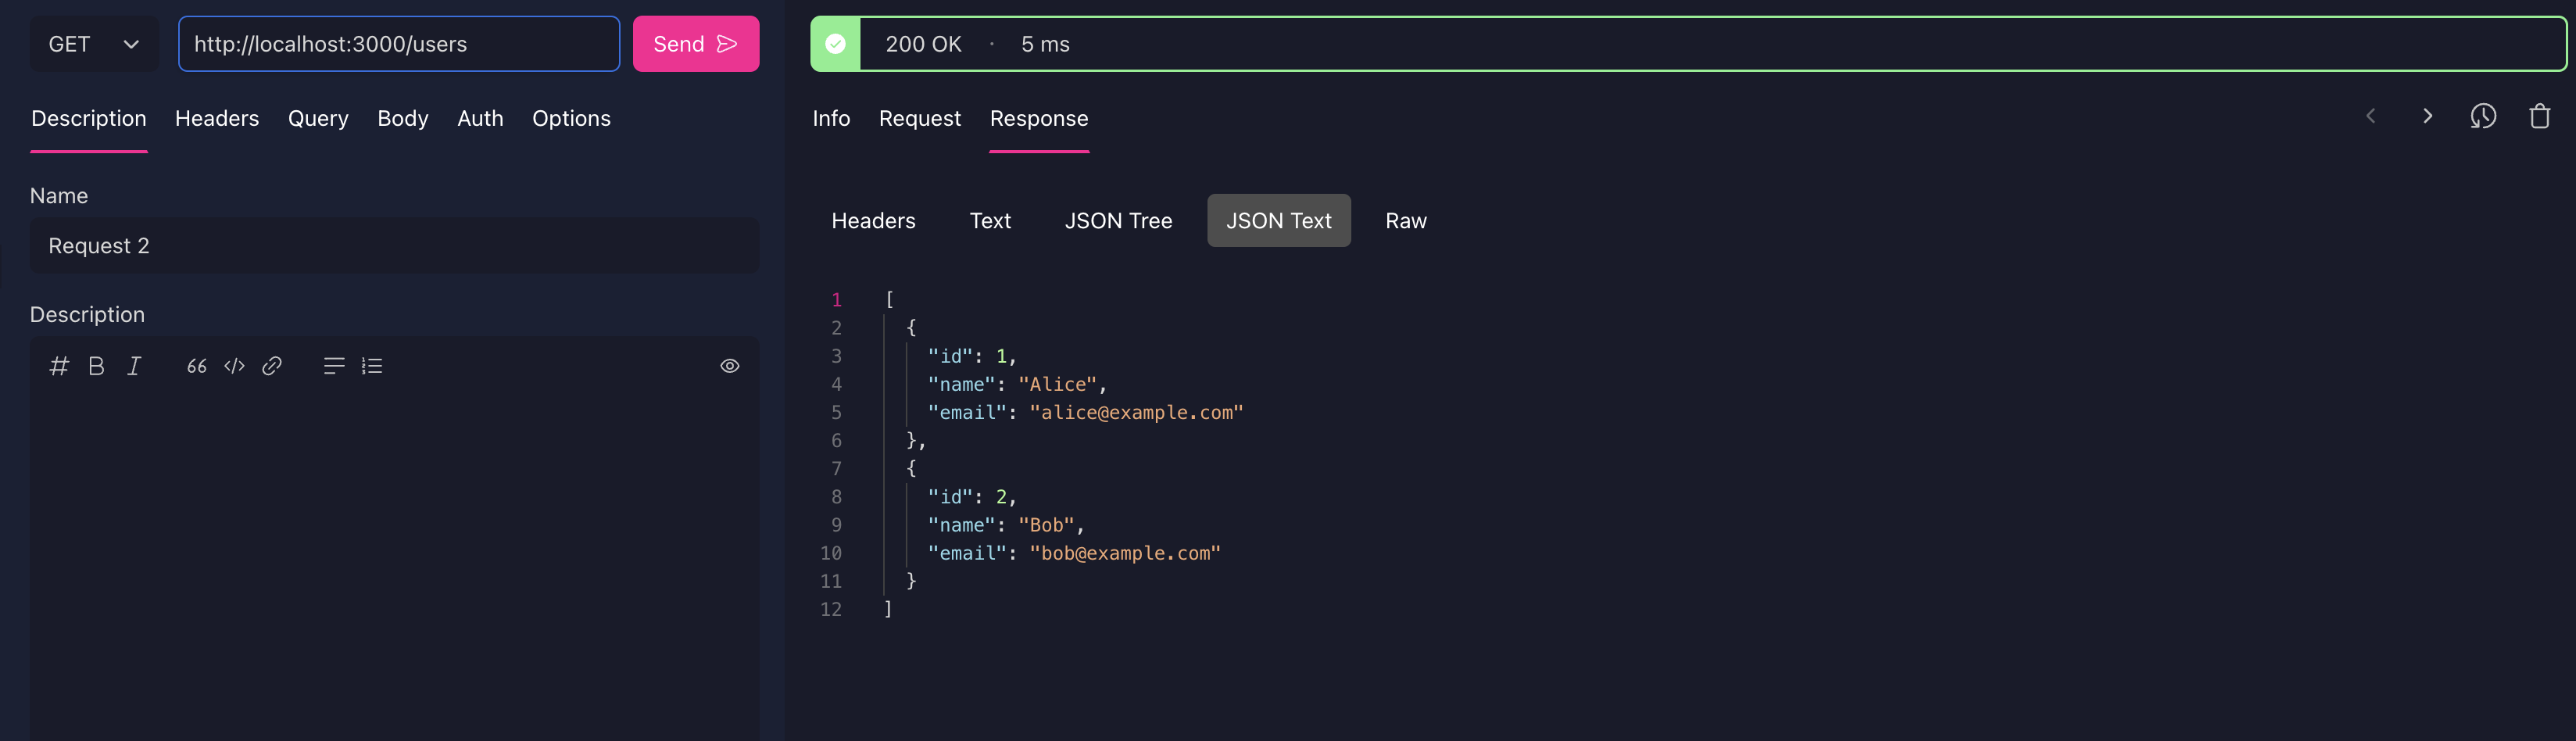 GET
http://localhost:3000/users
Send
Description Headers Query Body Auth Options
Name
Request 2
Description
200 OK · 5 ms
Info Request Response
Headers Text JSON Tree JSON Text Raw
1 [
2 {
3 "id": 1,
4 "name": "Alice",
5 "email": "alice@example.com"
6 },
7 {
8 "id": 2,
9 "name": "Bob",
10 "email": "bob@example.com"
11 }
12 ]